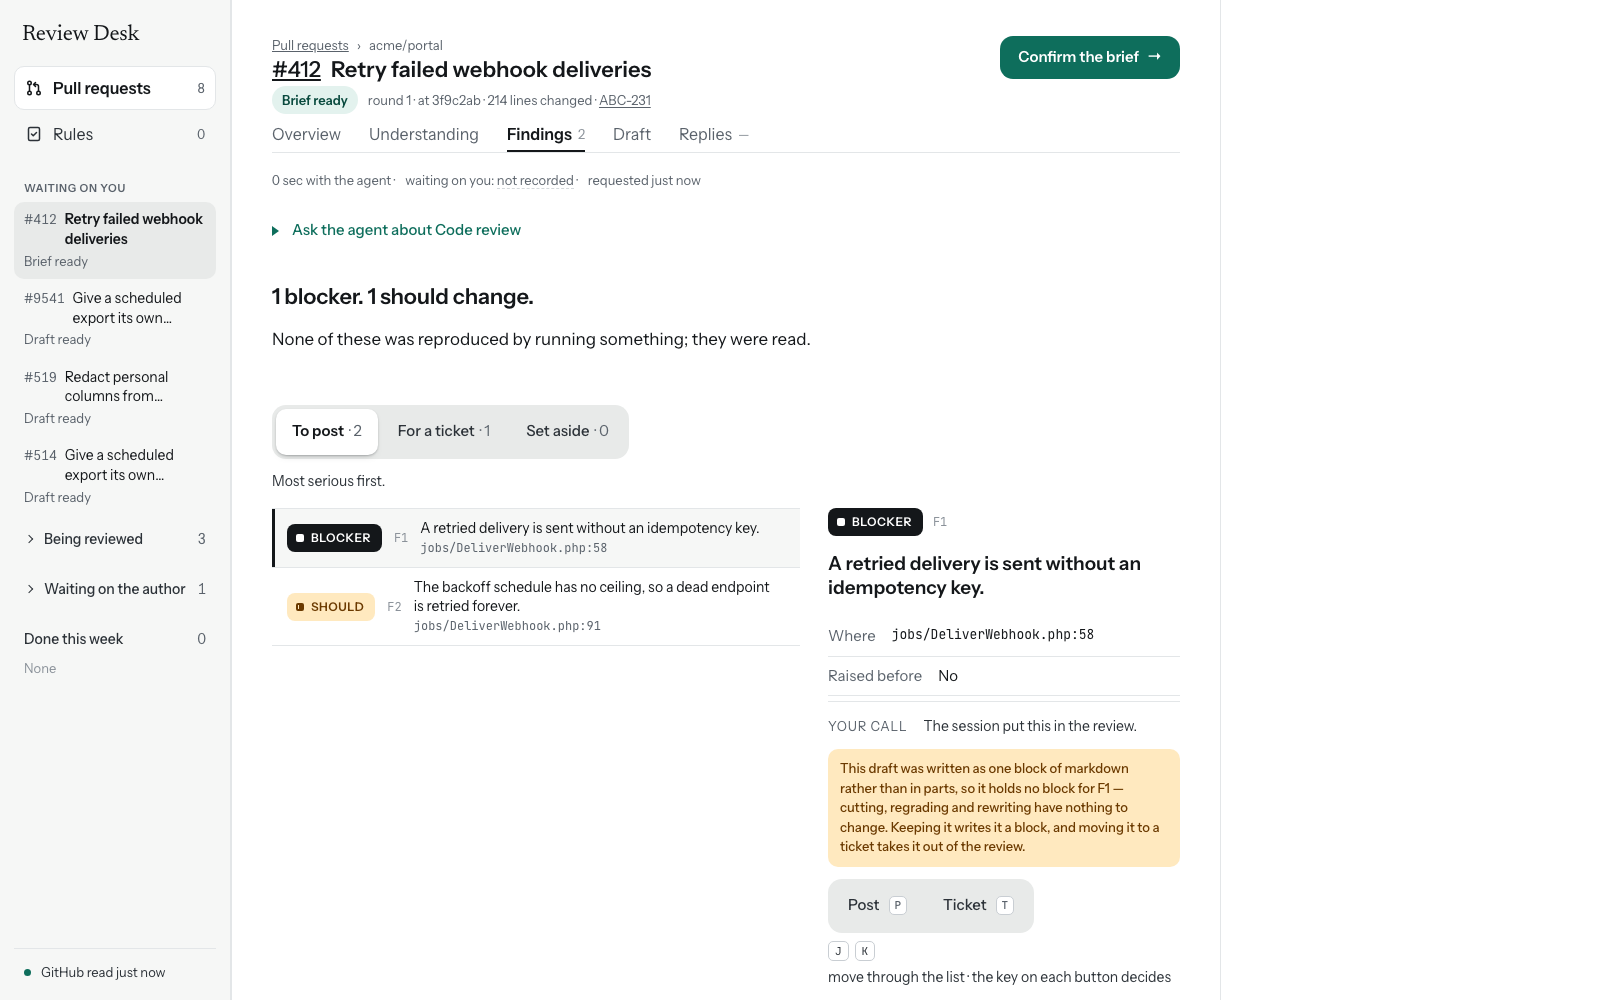 Review Desk
Pull requests 8
Rules 0
WAITING ON YOU
#412 Retry failed webhook
deliveries
Brief ready
#9541 Give a scheduled
export its own…
Draft ready
#519 Redact personal
columns from…
Draft ready
#514 Give a scheduled
export its own…
Draft ready
Being reviewed 3
Waiting on the author 1
Done this week 0
None
GitHub read just now
Pull requests › acme/portal
#412 Retry failed webhook deliveries
Confirm the brief →
Brief ready round 1 · at 3f9c2ab · 214 lines changed · ABC-231
Overview Understanding Findings 2 Draft Replies —
0 sec with the agent · waiting on you: not recorded · requested just now
Ask the agent about Code review
1 blocker. 1 should change.
None of these was reproduced by running something; they were read.
To post · 2 For a ticket · 1 Set aside · 0
Most serious first.
BLOCKER F1 A retried delivery is sent without an idempotency key.
jobs/DeliverWebhook.php:58
SHOULD F2 The backoff schedule has no ceiling, so a dead endpoint
is retried forever.
jobs/DeliverWebhook.php:91
BLOCKER F1
A retried delivery is sent without an
idempotency key.
Where jobs/DeliverWebhook.php:58
Raised before No
YOUR CALL The session put this in the review.
This draft was written as one block of markdown
rather than in parts, so it holds no block for F1 —
cutting, regrading and rewriting have nothing to
change. Keeping it writes it a block, and moving it to a
ticket takes it out of the review.
Post P Ticket T
J K
move through the list · the key on each button decides